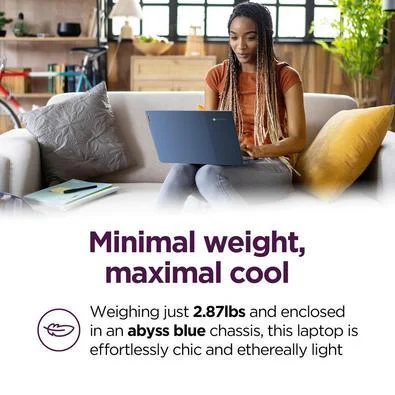 Minimal weight,
maximal cool
Weighing just 2.87lbs and enclosed
in an abyss blue chassis, this laptop is
effortlessly chic and ethereally light